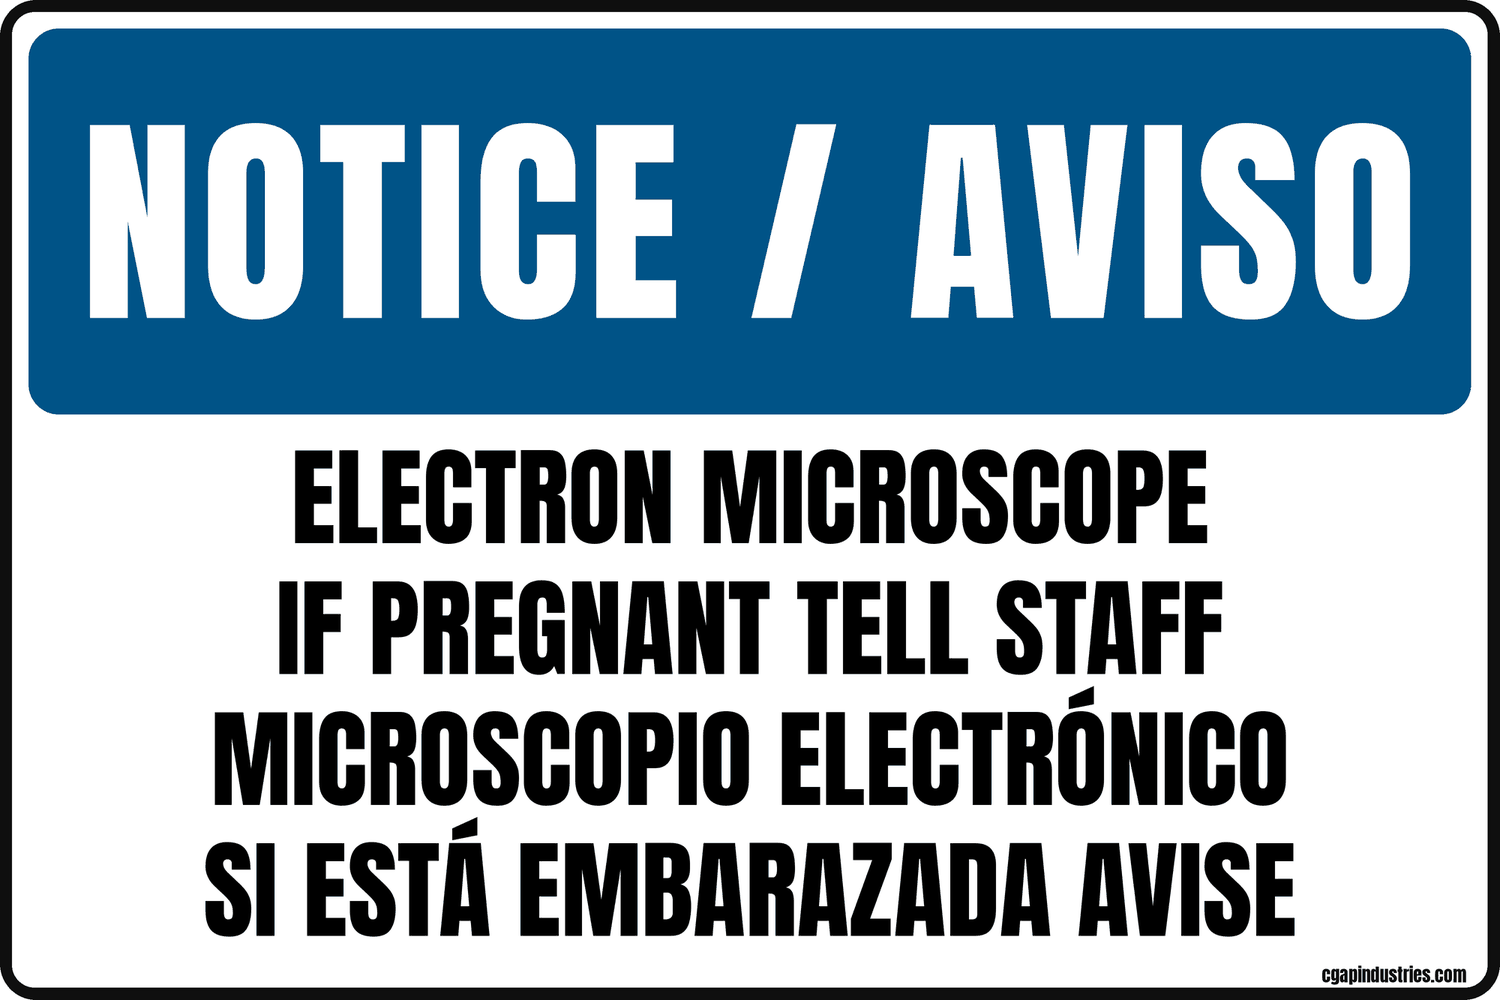 NOTICE / AVISO
ELECTRON MICROSCOPE
IF PREGNANT TELL STAFF
MICROSCOPIO ELECTRÓNICO
SI ESTÁ EMBARAZADA AVISE
cgapindustries.com